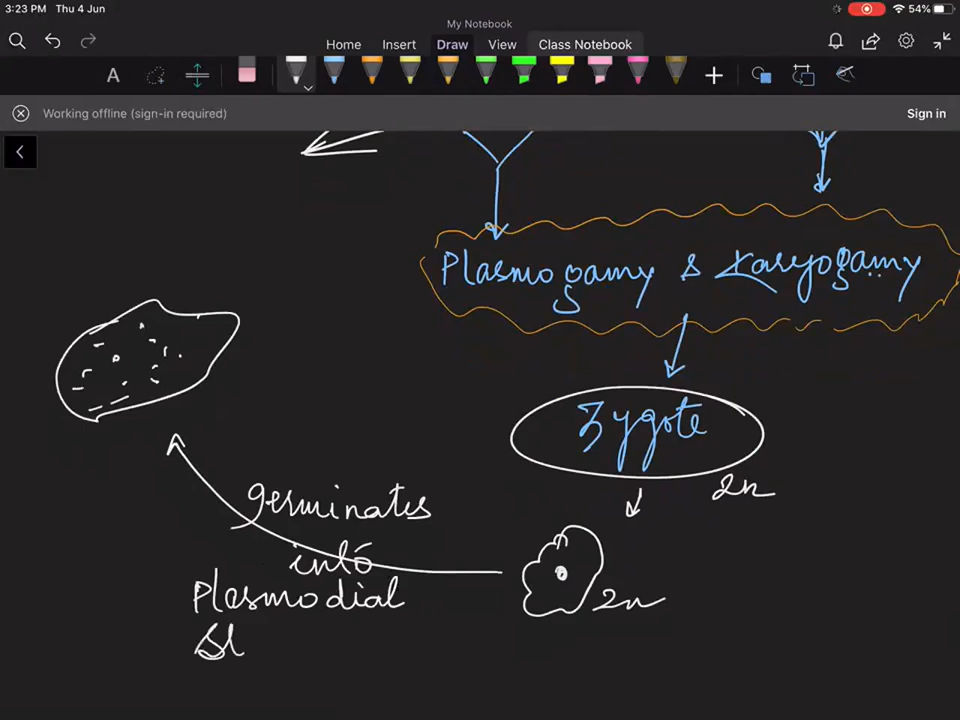 3:23 PM Thu 4 Jun
54%
My Notebook
Home Insert Draw View Class Notebook
A
Working offline (sign-in required) Sign in
Plasmogamy & Karyogamy
Zygote
2n
germinates
into
Plasmodial
Sl
2n